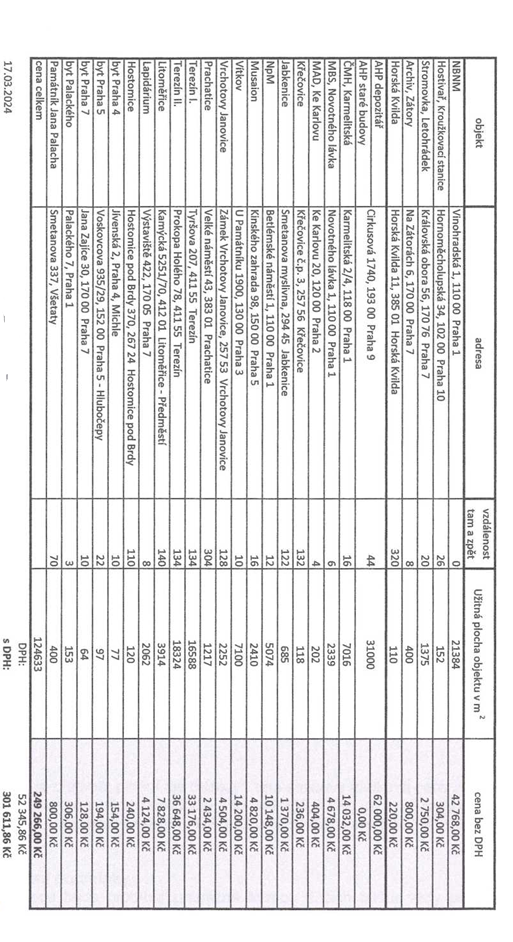 objekt adresa vzdálenost tam a zpět Užitná plocha objektu v m² cena bez DPH
NBNM Vinohradská 1, 110 00 Praha 1 0 21384 42 768,00 Kč
Hostivař, Kroužkovací stanice Hornoměcholupská 34, 102 00 Praha 10 26 152 304,00 Kč
Stromovka, Letohrádek Královská obora 56, 170 76 Praha 7 20 1375 2 750,00 Kč
Archiv, Zátory Na Zátorách 6, 170 00 Praha 7 8 400 800,00 Kč
Horská Kvilda Horská Kvilda 11, 385 01 Horská Kvilda 320 110 220,00 Kč
AHP depozitář Cirkusová 1740, 193 00 Praha 9 44 31000 62 000,00 Kč
AHP staré budovy 0,00 Kč
ČMH, Karmelitská Karmelitská 2/4, 118 00 Praha 1 16 7016 14 032,00 Kč
MBS, Novotného lávka Novotného lávka 1, 110 00 Praha 1 6 2339 4 678,00 Kč
MAD, Ke Karlovu Ke Karlovu 20, 120 00 Praha 2 4 202 404,00 Kč
Křečovice Křečovice č.p. 3, 257 56 Křečovice 132 118 236,00 Kč
Jabkenice Smetanova myslivna, 294 45 Jabkenice 122 685 1 370,00 Kč
NpM Betlémské náměstí 1, 110 00 Praha 1 12 5074 10 148,00 Kč
Musaion Kinského zahrada 98, 150 00 Praha 5 16 2410 4 820,00 Kč
Vítkov U Památníku 1900, 130 00 Praha 3 10 7100 14 200,00 Kč
Vrchotovy Janovice Zámek Vrchotovy Janovice, 257 53 Vrchotovy Janovice 128 2252 4 504,00 Kč
Prachatice Velké náměstí 43, 383 01 Prachatice 304 1217 2 434,00 Kč
Terezín I. Tyršova 207, 411 55 Terezín 134 16588 33 176,00 Kč
Terezín II. Prokopa Holého 78, 411 55 Terezín 134 18324 36 648,00 Kč
Litoměřice Kamýcká 5251/70, 412 01 Litoměřice - Předměstí 140 3914 7 828,00 Kč
Lapidárium Výstaviště 422, 170 05 Praha 7 8 2062 4 124,00 Kč
Hostomice Hostomice pod Brdy 370, 267 24 Hostomice pod Brdy 110 120 240,00 Kč
byt Praha 4 Jivenská 2, Praha 4, Michle 10 77 154,00 Kč
byt Praha 5 Voskovcova 935/29, 152 00 Praha 5 - Hlubočepy 22 97 194,00 Kč
byt Praha 7 Jana Zajíce 30, 170 00 Praha 7 10 64 128,00 Kč
byt Palackého Palackého 7, Praha 1 3 153 306,00 Kč
Památník Jana Palacha Smetanova 337, Všetaty 70 400 800,00 Kč
cena celkem 124633 249 266,00 Kč
DPH: 52 345,86 Kč
17.03.2024 s DPH: 301 611,86 Kč